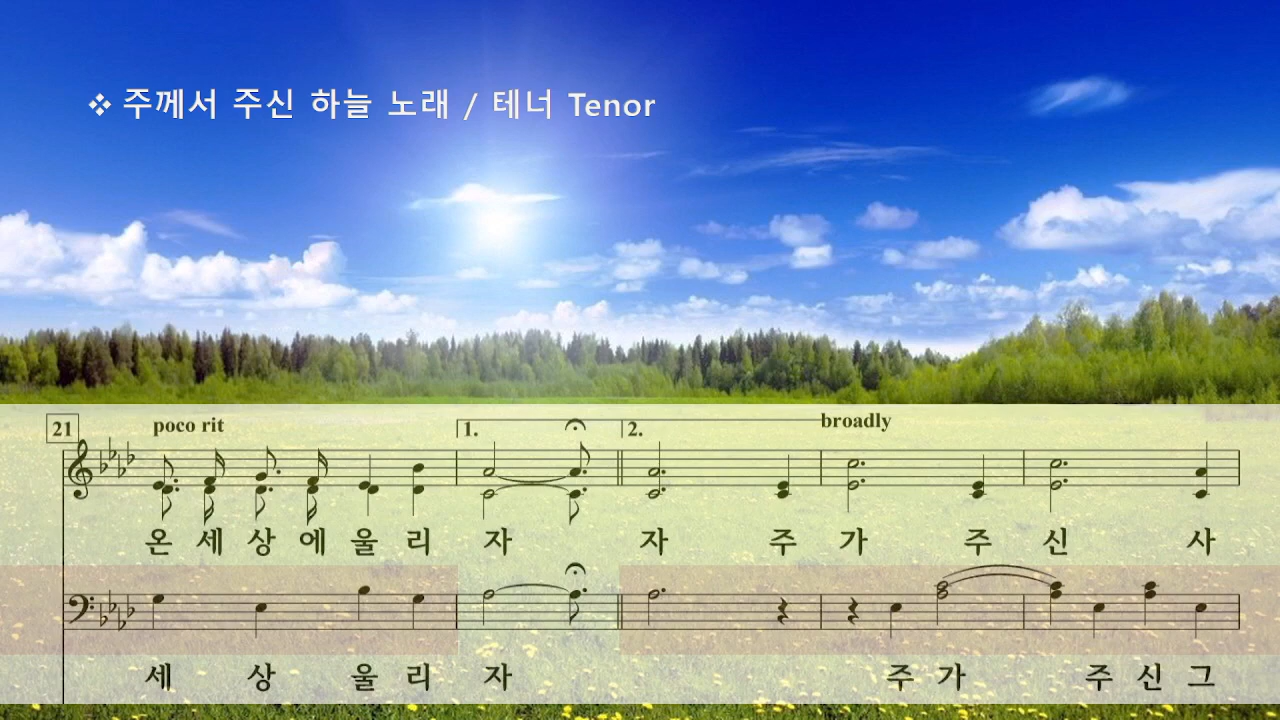 ❖ 주께서 주신 하늘 노래 / 테너 Tenor
21 poco rit 1. 2. broadly
온 세 상 에 울 리 자 자 주 가 주 신 사
세 상 울 리 자 주 가 주 신 그